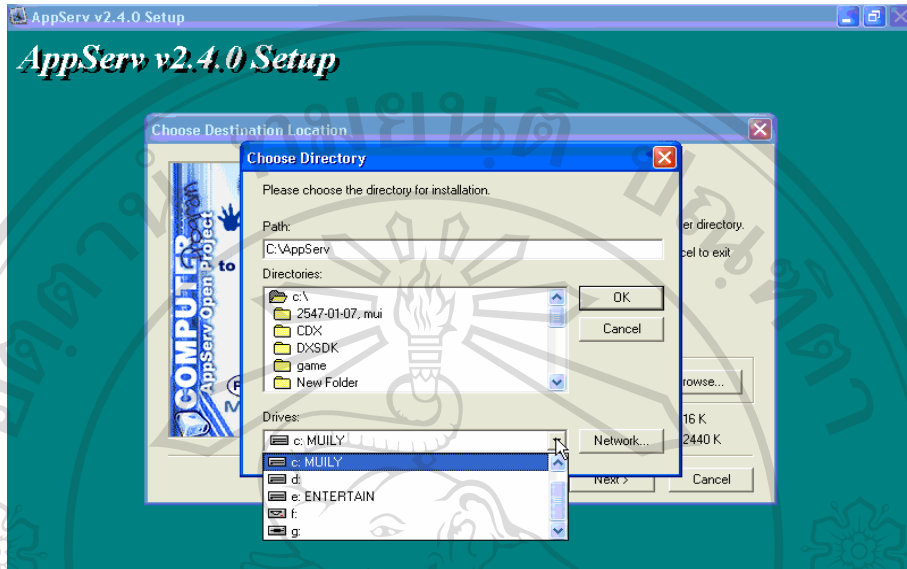 AppServ v2.4.0 Setup
AppServ v2.4.0 Setup
Choose Destination Location
Choose Directory
Please choose the directory for installation.
Path:
C:\AppServ
Directories:
c:\
2547-01-07, mui
CDX
DXSDK
game
New Folder
OK
Cancel
Drives:
c: MUILY
Network...
c: MUILY
d:
e: ENTERTAIN
f:
g:
COMPUTER
AppServ Open Project
to
er directory.
cel to exit
rowse...
16 K
2440 K
Next >
Cancel